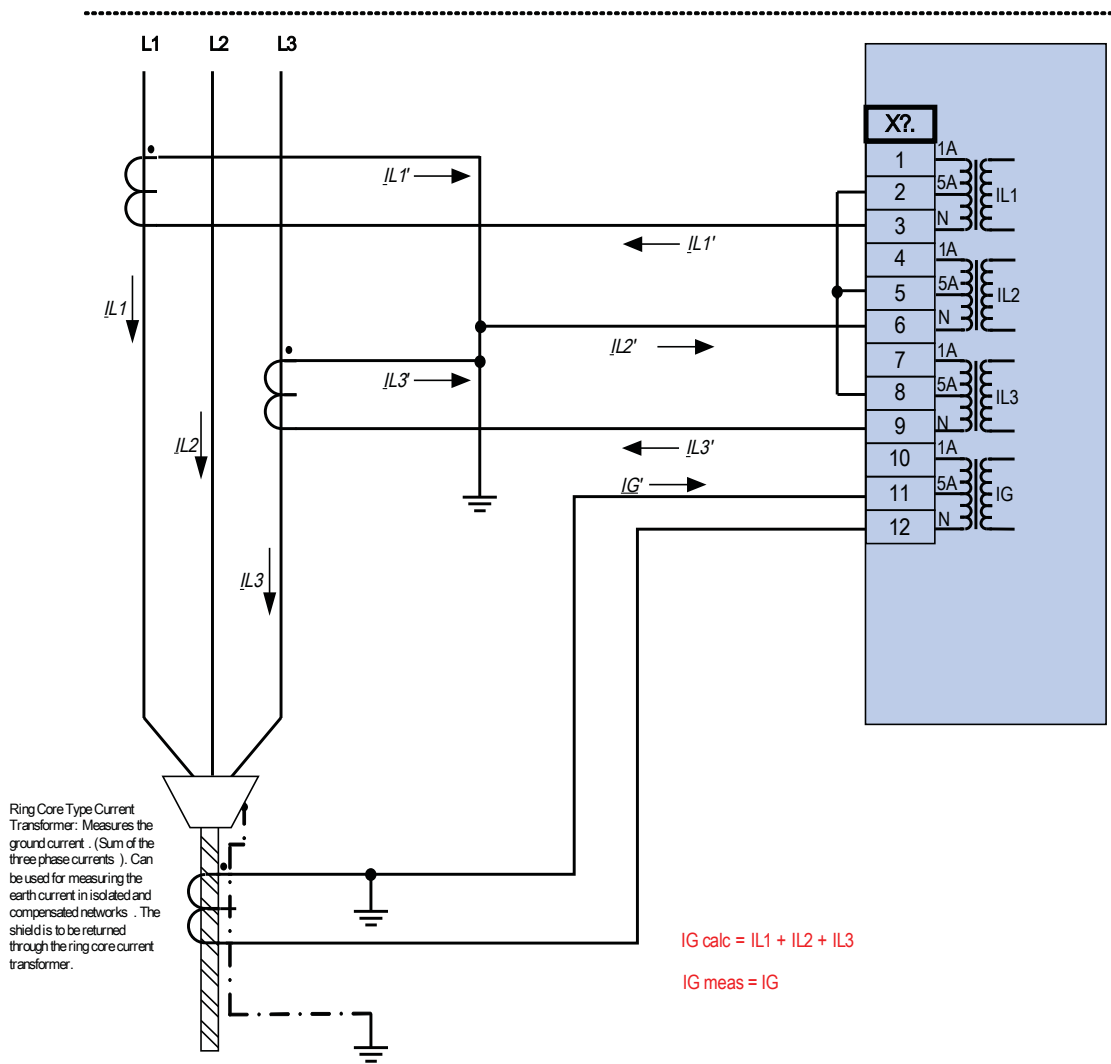 L1 L2 L3
X?.
1 1A
2 5A IL1
3 N
4 1A
5 5A IL2
6 N
7 1A
8 5A IL3
9 N
10 1A
11 5A IG
12 N
IL1'
IL1'
IL1
IL2'
IL3'
IL2
IL3'
IG'
IL3
Ring Core Type Current
Transformer: Measures the
ground current . (Sum of the
three phase currents ). Can
be used for measuring the
earth current in isolated and
compensated networks . The
shield is to be returned
through the ring core current
transformer.
IG calc = IL1 + IL2 + IL3
IG meas = IG